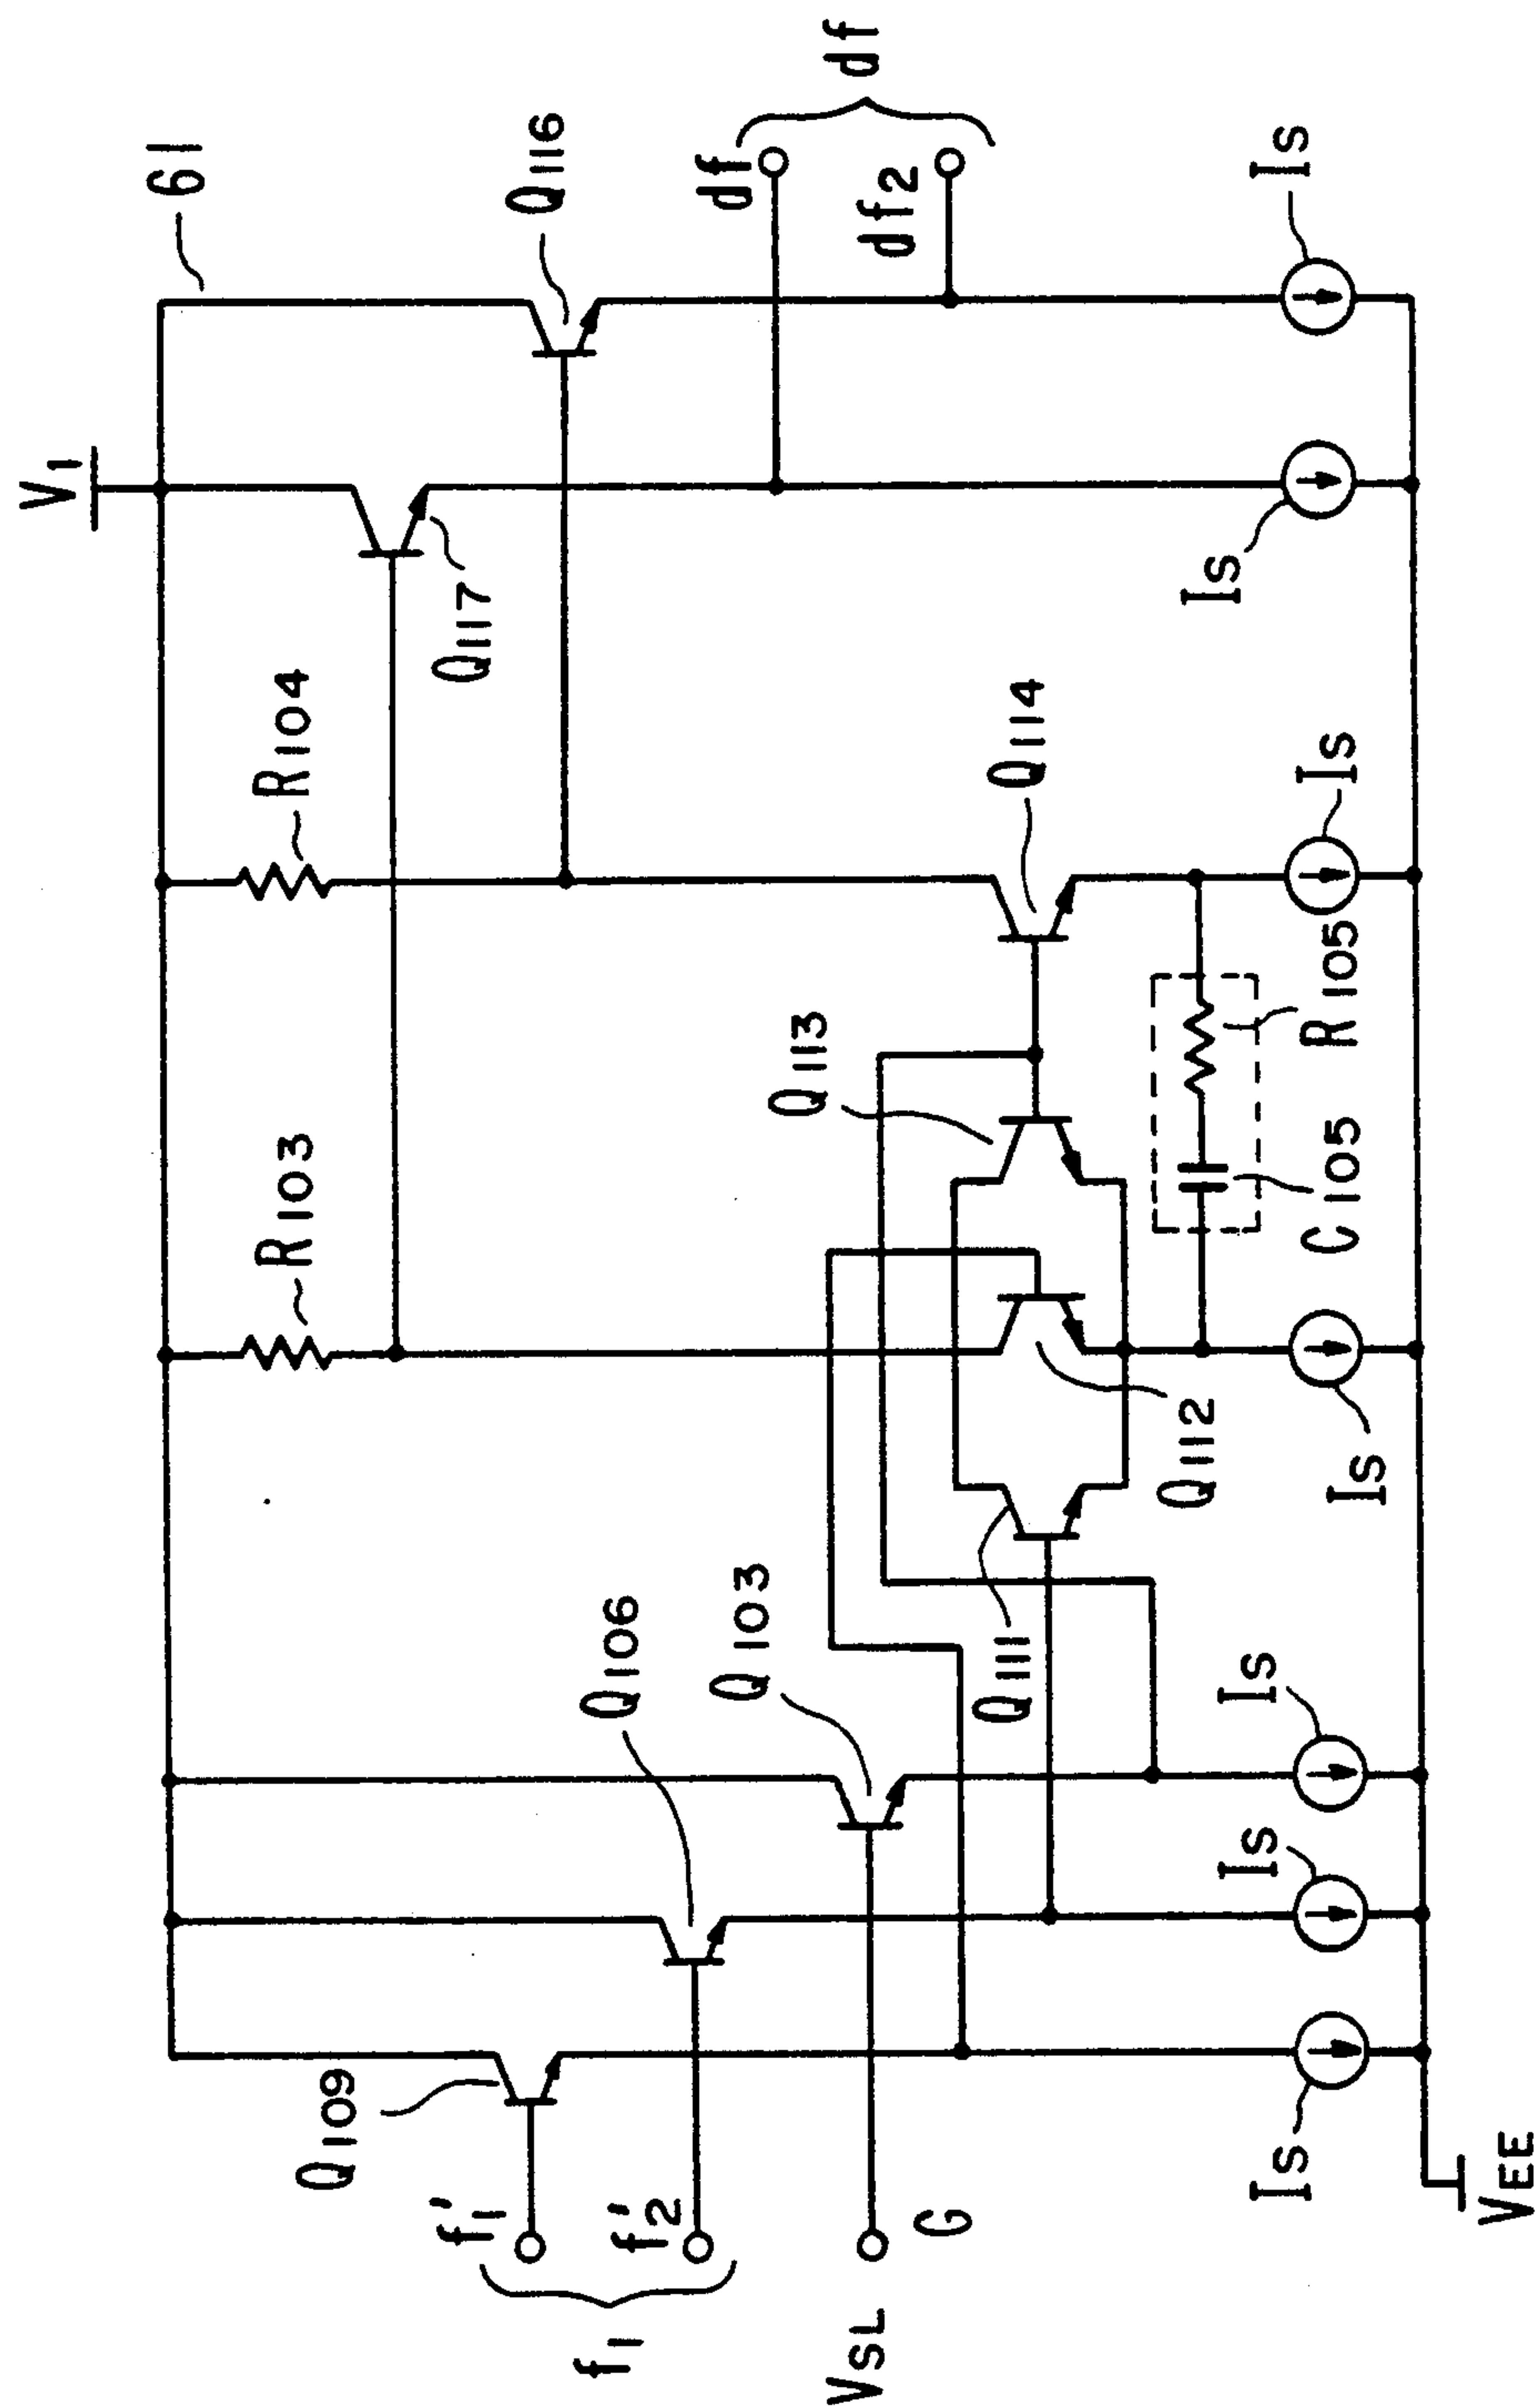 61
V1
Q116
df
df
df2
Is
R104
Q117
Is
Q114
Is
R105
R103
Q113
C105
Q112
Is
Q106
Q103
Q111
Is
Is
Q109
f1'
f2'
f1
VSL
G
Is
VEE